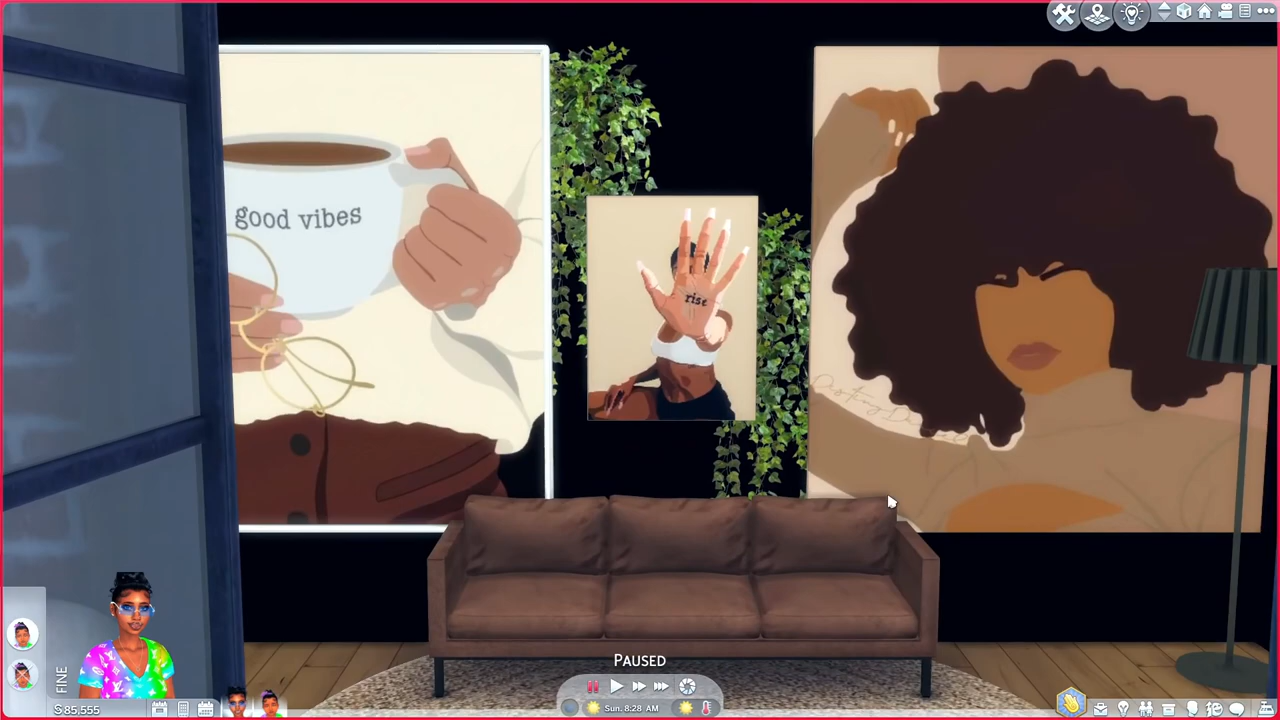 good vibes
rise
PAUSED
FINE
$85,555
Sun. 8:28 AM